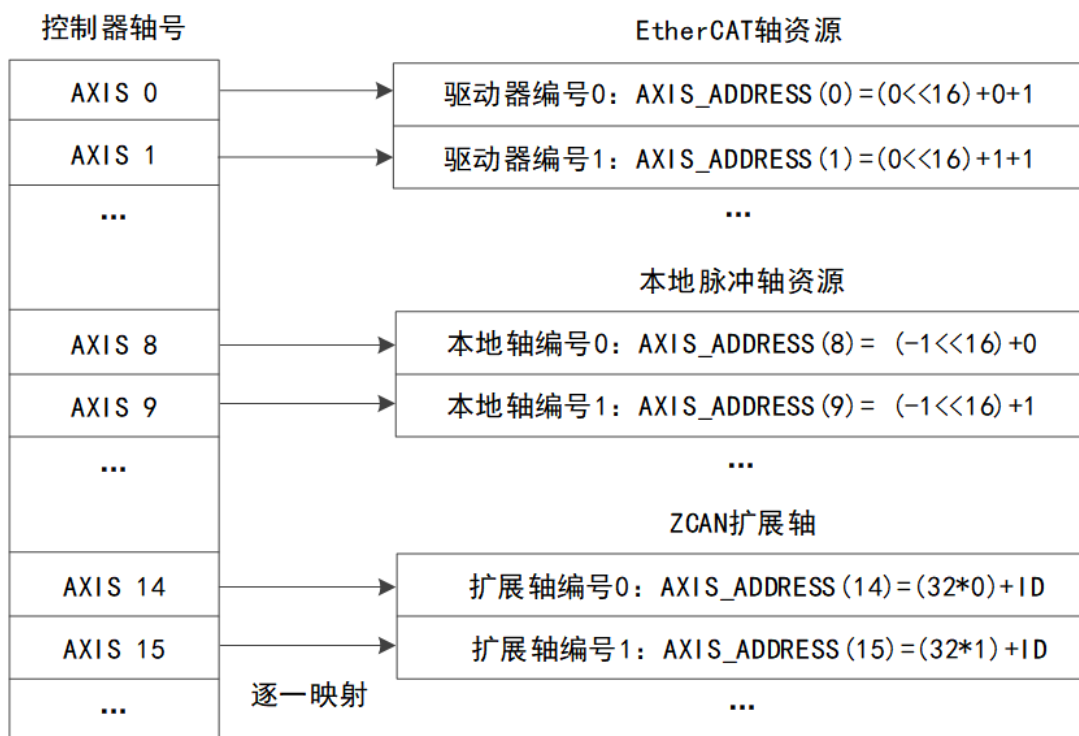 控制器轴号
EtherCAT轴资源
AXIS 0
驱动器编号0: AXIS_ADDRESS(0)=(0<<16)+0+1
AXIS 1
驱动器编号1: AXIS_ADDRESS(1)=(0<<16)+1+1
...
...
本地脉冲轴资源
AXIS 8
本地轴编号0: AXIS_ADDRESS(8)= (-1<<16)+0
AXIS 9
本地轴编号1: AXIS_ADDRESS(9)= (-1<<16)+1
...
...
ZCAN扩展轴
AXIS 14
扩展轴编号0: AXIS_ADDRESS(14)=(32*0)+ID
AXIS 15
扩展轴编号1: AXIS_ADDRESS(15)=(32*1)+ID
...
逐一映射
...